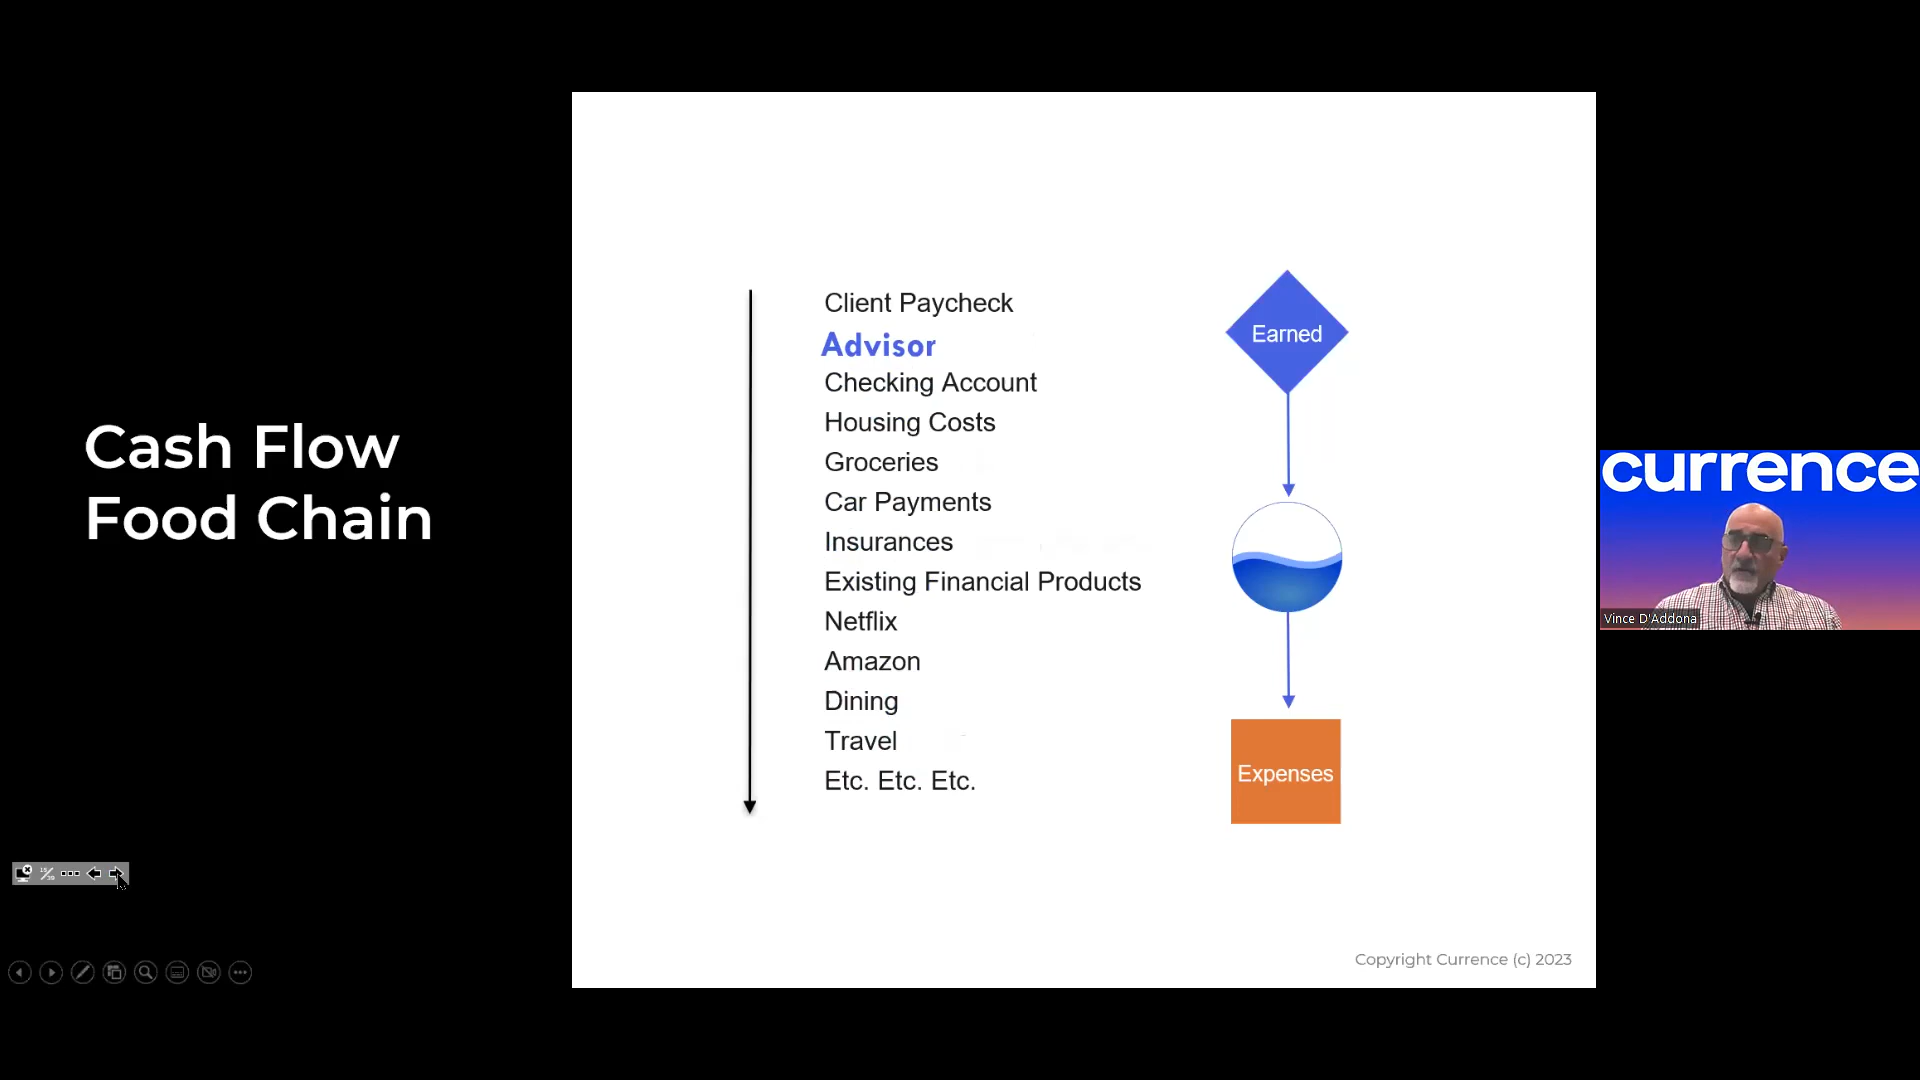 Cash Flow
Food Chain
Client Paycheck
Advisor
Checking Account
Housing Costs
Groceries
Car Payments
Insurances
Existing Financial Products
Netflix
Amazon
Dining
Travel
Etc. Etc. Etc.
Earned
Expenses
Copyright Currence (c) 2023
currence
Vince D'Addona